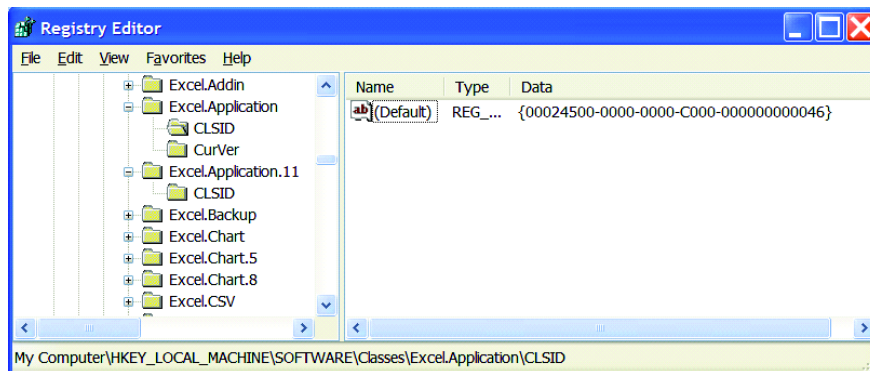 Registry Editor
File Edit View Favorites Help
Excel.Addin
Excel.Application
CLSID
CurVer
Excel.Application.11
CLSID
Excel.Backup
Excel.Chart
Excel.Chart.5
Excel.Chart.8
Excel.CSV
Name Type Data
ab (Default) REG_... {00024500-0000-0000-C000-000000000046}
My Computer\HKEY_LOCAL_MACHINE\SOFTWARE\Classes\Excel.Application\CLSID